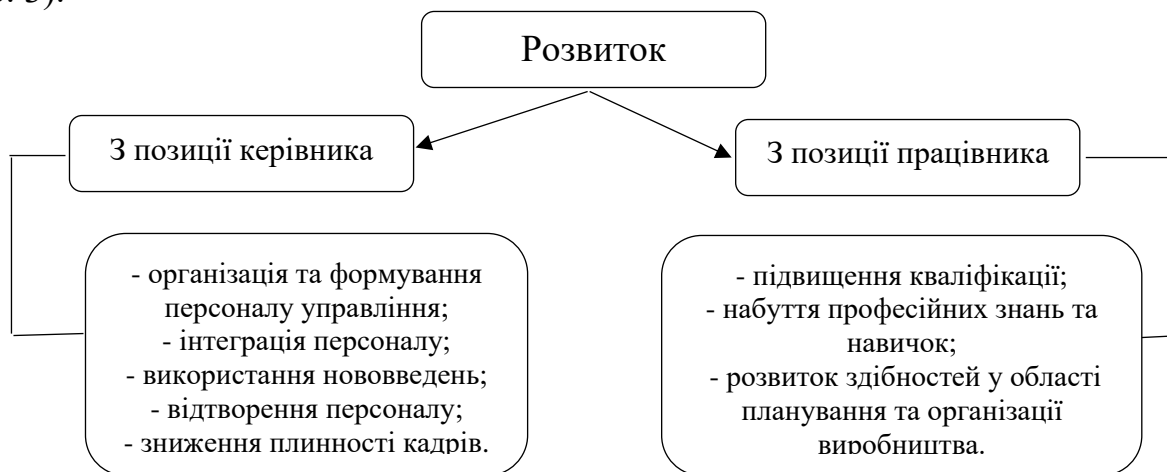 Розвиток
З позиції керівника
З позиції працівника
- організація та формування
персоналу управління;
- інтеграція персоналу;
- використання нововведень;
- відтворення персоналу;
- зниження плинності кадрів.
- підвищення кваліфікації;
- набуття професійних знань та
навичок;
- розвиток здібностей у області
планування та організації
виробництва.